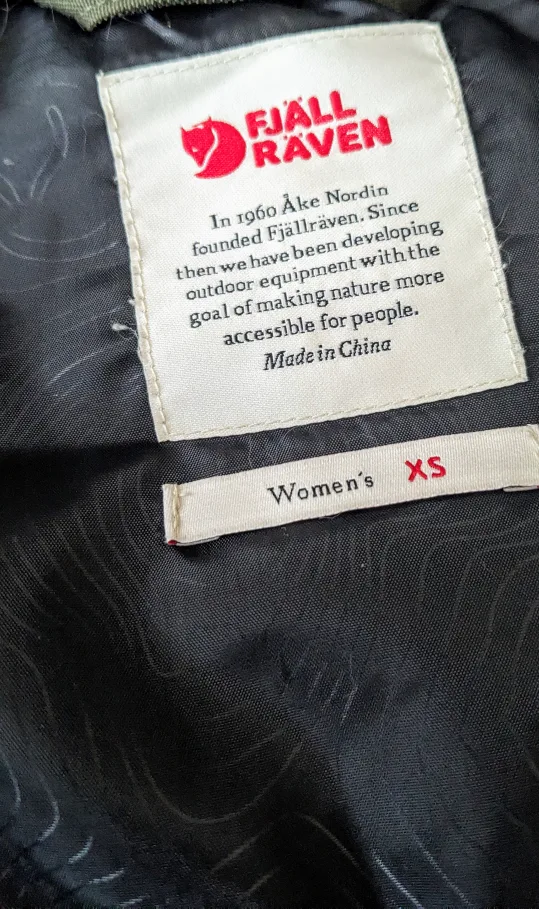 FJÄLL
RÄVEN
In 1960 Åke Nordin
founded Fjällräven. Since
then we have been developing
outdoor equipment with the
goal of making nature more
accessible for people.
Made in China
Women's XS